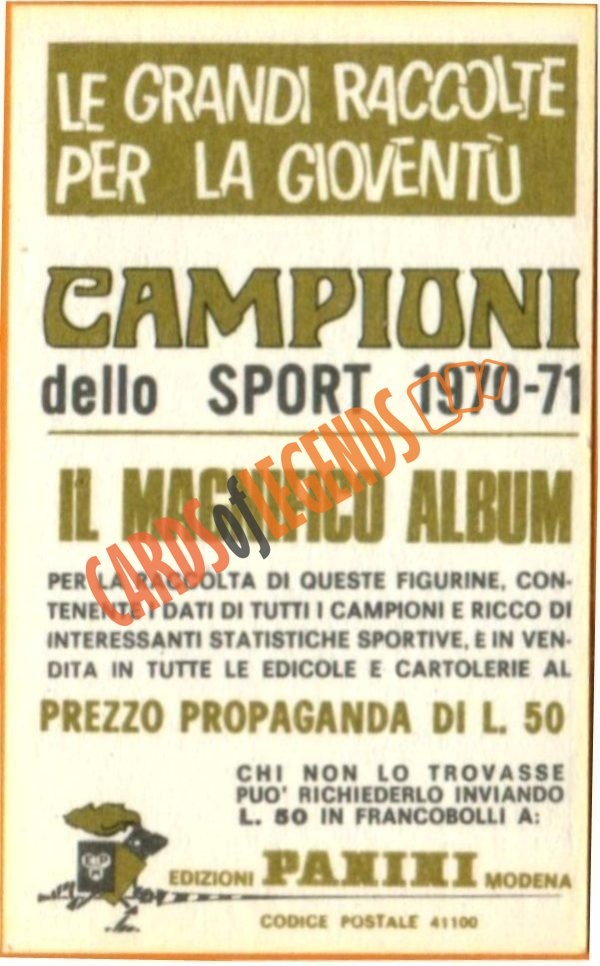 LE GRANDI RACCOLTE
PER LA GIOVENTÙ
CAMPIONI
dello SPORT 1970-71
IL MAGNIFICO ALBUM
PER LA RACCOLTA DI QUESTE FIGURINE, CON-
TENENTE I DATI DI TUTTI I CAMPIONI E RICCO DI
INTERESSANTI STATISTICHE SPORTIVE, È IN VEN-
DITA IN TUTTE LE EDICOLE E CARTOLERIE AL
PREZZO PROPAGANDA DI L. 50
CHI NON LO TROVASSE
PUO' RICHIEDERLO INVIANDO
L. 50 IN FRANCOBOLLI A:
EDIZIONI PANINI MODENA
CODICE POSTALE 41100
CARDS of LEGENDS